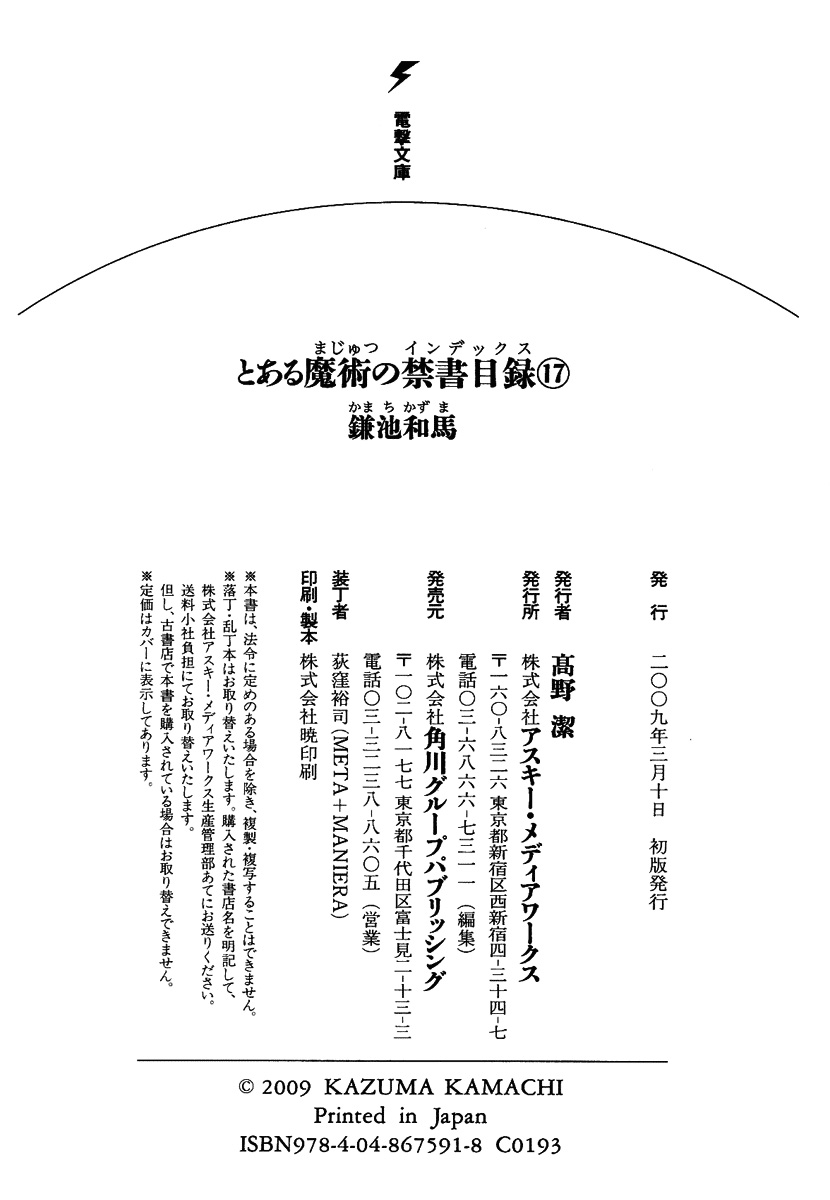 電撃文庫
まじゅつ インデックス
とある魔術の禁書目録⑰
かま ち かず ま
鎌池和馬
発行 二〇〇九年三月十日 初版発行
発行者 髙野 潔
発行所 株式会社アスキー・メディアワークス
〒一六〇-八三二六 東京都新宿区西新宿四-三十四-七
電話〇三-六八六六-七三一一（編集）
発売元 株式会社角川グループパブリッシング
〒一〇二-八一七七 東京都千代田区富士見二-十三-三
電話〇三-三二三八-八六〇五（営業）
装丁者 荻窪裕司(META＋MANIERA)
印刷・製本 株式会社暁印刷
※本書は、法令に定めのある場合を除き、複製・複写することはできません。
※落丁・乱丁本はお取り替えいたします。購入された書店名を明記して、
株式会社アスキー・メディアワークス生産管理部あてにお送りください。
送料小社負担にてお取り替えいたします。
但し、古書店で本書を購入されている場合はお取り替えできません。
※定価はカバーに表示してあります。
© 2009 KAZUMA KAMACHI
Printed in Japan
ISBN978-4-04-867591-8 C0193